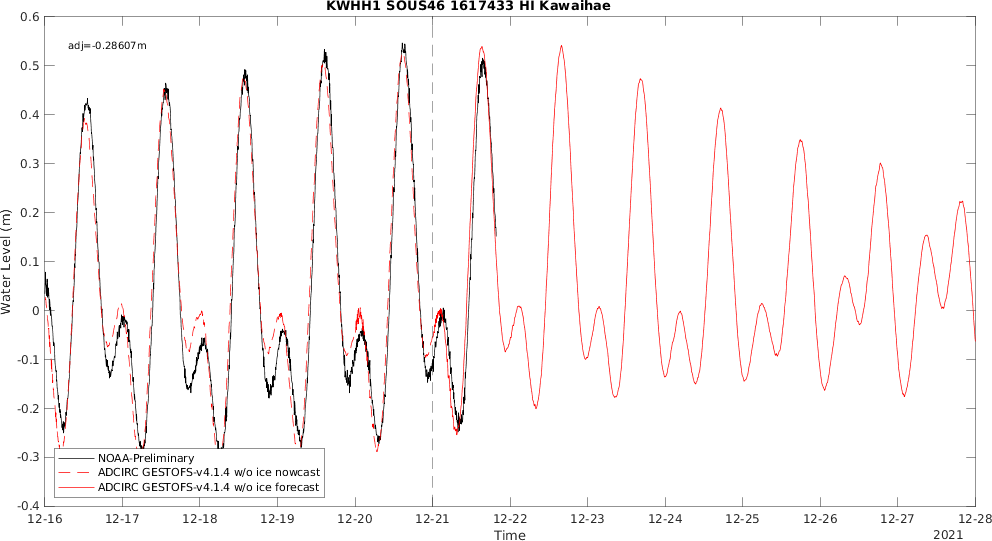 KWHH1 SOUS46 1617433 HI Kawaihae
adj=-0.28607m
0.6
0.5
0.4
0.3
0.2
0.1
0
-0.1
-0.2
-0.3
-0.4
Water Level (m)
NOAA-Preliminary
ADCIRC GESTOFS-v4.1.4 w/o ice nowcast
ADCIRC GESTOFS-v4.1.4 w/o ice forecast
12-16 12-17 12-18 12-19 12-20 12-21 12-22 12-23 12-24 12-25 12-26 12-27 12-28
Time
2021